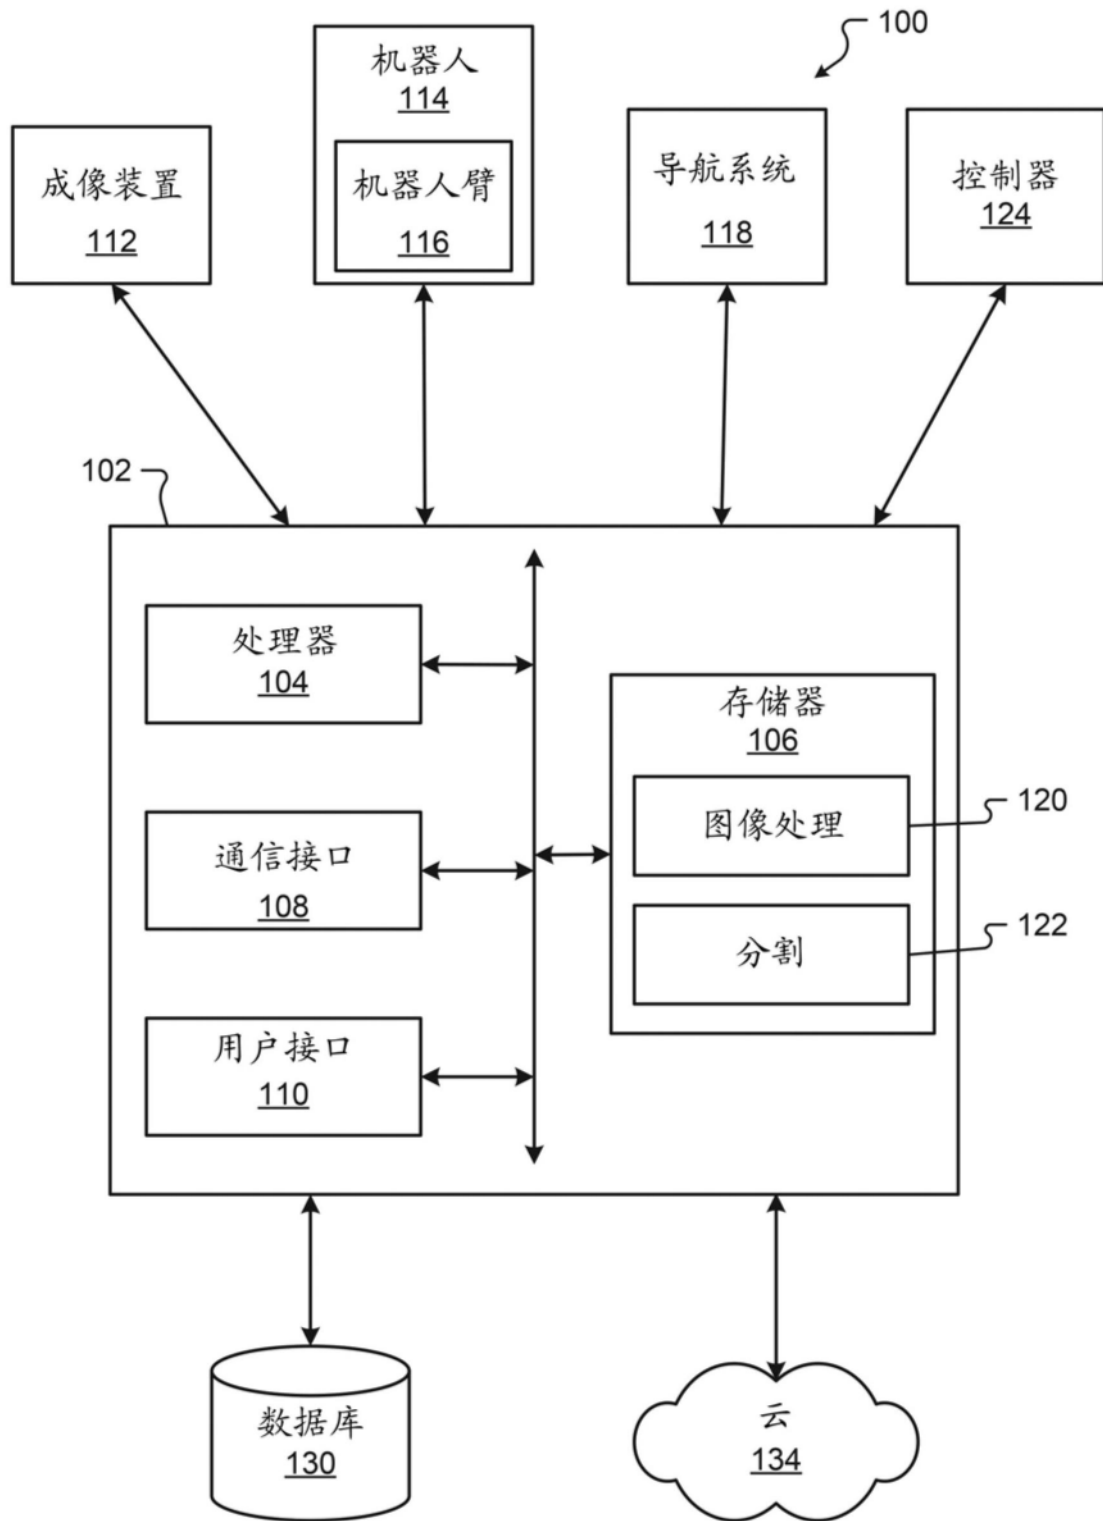 100
机器人
114
机器人臂
116
成像装置
112
导航系统
118
控制器
124
102
处理器
104
存储器
106
图像处理
120
通信接口
108
分割
122
用户接口
110
数据库
130
云
134